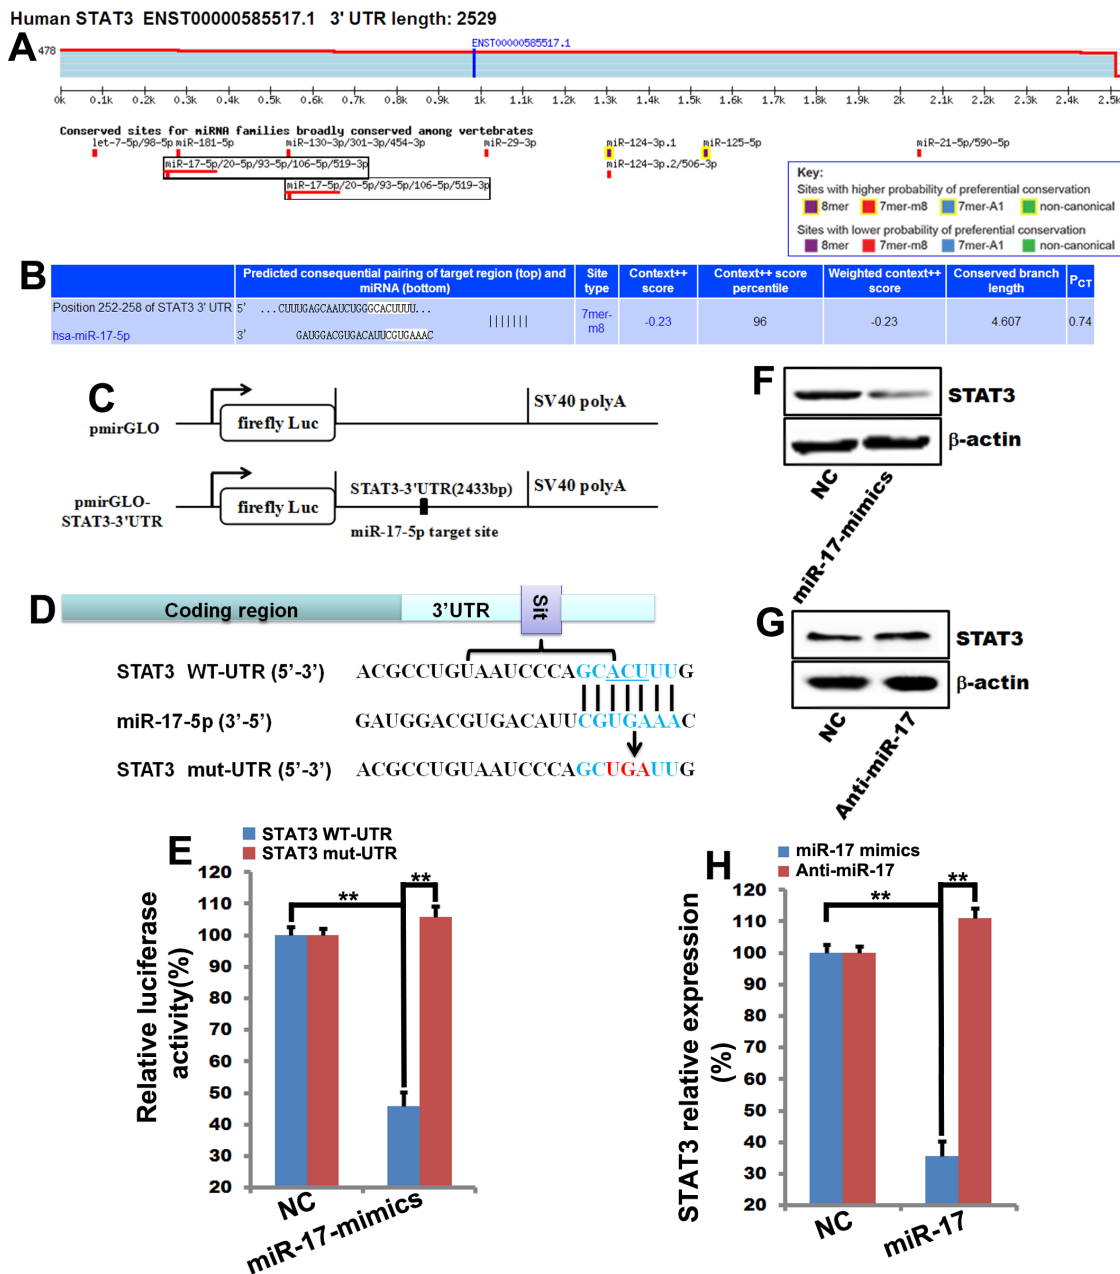 Human STAT3 ENST00000585517.1 3' UTR length: 2529
A
ENST00000585517.1
478
0k 0.1k 0.2k 0.3k 0.4k 0.5k 0.6k 0.7k 0.8k 0.9k 1k 1.1k 1.2k 1.3k 1.4k 1.5k 1.6k 1.7k 1.8k 1.9k 2k 2.1k 2.2k 2.3k 2.4k 2.5k
Conserved sites for miRNA families broadly conserved among vertebrates
let-7-5p/98-5p miR-181-5p miR-130-3p/301-3p/454-3p miR-29-3p miR-124-3p.1 miR-125-5p miR-21-5p/590-5p
miR-17-5p/20-5p/93-5p/106-5p/519-3p miR-124-3p.2/506-3p
miR-17-5p/20-5p/93-5p/106-5p/519-3p
Key:
Sites with higher probability of preferential conservation
8mer 7mer-m8 7mer-A1 non-canonical
Sites with lower probability of preferential conservation
8mer 7mer-m8 7mer-A1 non-canonical
B
Predicted consequential pairing of target region (top) and miRNA (bottom)
Site type
Context++ score
Context++ score percentile
Weighted context++ score
Conserved branch length
PCT
Position 252-258 of STAT3 3' UTR 5' ...CUUUGAGCAAUCUGGGCACUUUU...
hsa-miR-17-5p 3' GAUGGACGUGACAUUCGUGAAAC
7mer-m8
-0.23 96 -0.23 4.607 0.74
C
pmirGLO
firefly Luc
SV40 polyA
pmirGLO-
STAT3-3'UTR
firefly Luc
STAT3-3'UTR(2433bp)
SV40 polyA
miR-17-5p target site
F
STAT3
β-actin
NC
miR-17-mimics
D
Coding region 3'UTR Sit
STAT3 WT-UTR (5'-3') ACGCCUGUAAUCCCAGCACUUUG
miR-17-5p (3'-5') GAUGGACGUGACAUUCGUGAAAC
STAT3 mut-UTR (5'-3') ACGCCUGUAAUCCCAGCUGAUUG
G
STAT3
β-actin
NC
Anti-miR-17
E
STAT3 WT-UTR
STAT3 mut-UTR
Relative luciferase
activity(%)
120
110
100
90
80
70
60
50
40
30
20
** **
NC
miR-17-mimics
H
miR-17 mimics
Anti-miR-17
STAT3 relative expression
(%)
120
110
100
90
80
70
60
50
40
30
20
** **
NC
miR-17